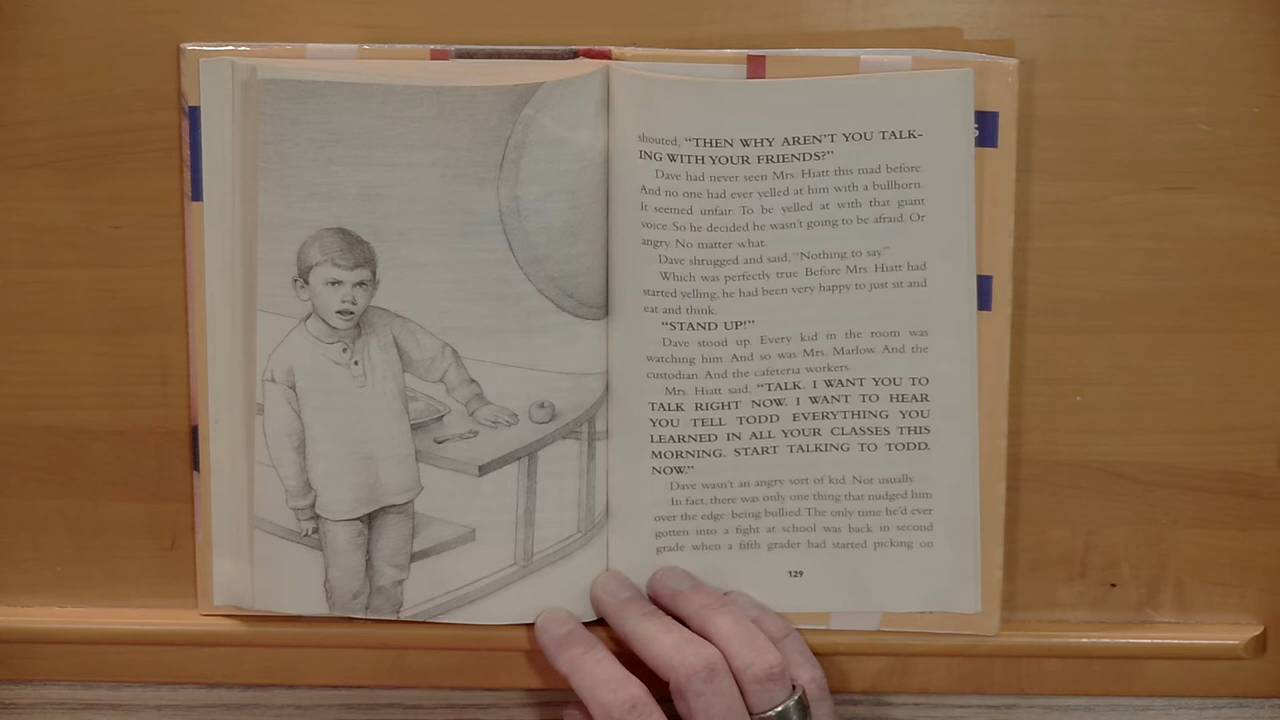 shouted, “THEN WHY AREN’T YOU TALK-
ING WITH YOUR FRIENDS?”
Dave had never seen Mrs. Hiatt this mad before.
And no one had ever yelled at him with a bullhorn.
It seemed unfair. To be yelled at with that giant
voice. So he decided he wasn’t going to be afraid. Or
angry. No matter what.
Dave shrugged and said, “Nothing to say.”
Which was perfectly true. Before Mrs. Hiatt had
started yelling, he had been very happy to just sit and
eat and think.
“STAND UP!”
Dave stood up. Every kid in the room was
watching him. And so was Mrs. Marlow. And the
custodian. And the cafeteria workers.
Mrs. Hiatt said, “TALK. I WANT YOU TO
TALK RIGHT NOW. I WANT TO HEAR
YOU TELL TODD EVERYTHING YOU
LEARNED IN ALL YOUR CLASSES THIS
MORNING. START TALKING TO TODD.
NOW.”
Dave wasn’t an angry sort of kid. Not usually.
In fact, there was only one thing that nudged him
over the edge: being bullied. The only time he’d ever
gotten into a fight at school was back in second
grade when a fifth grader had started picking on
129
S